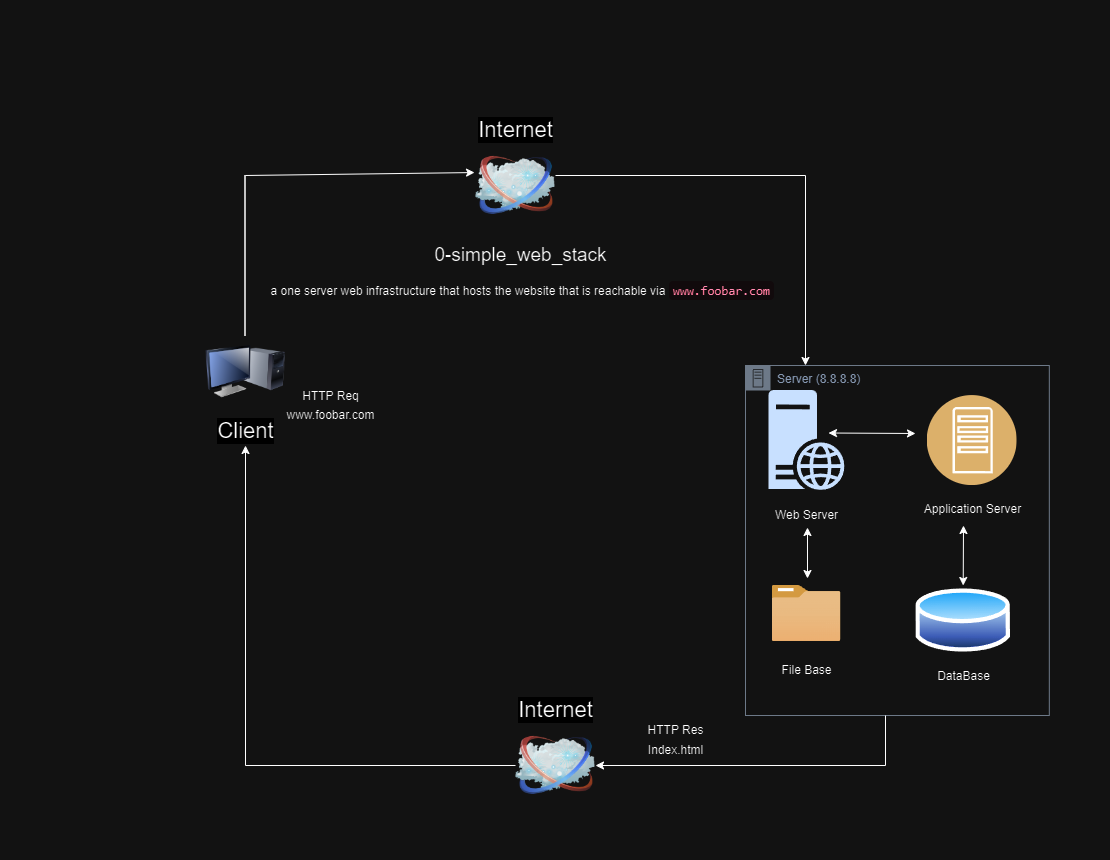 Internet
0-simple_web_stack
a one server web infrastructure that hosts the website that is reachable via www.foobar.com
HTTP Req
www.foobar.com
Client
Server (8.8.8.8)
Web Server
Application Server
File Base
DataBase
Internet
HTTP Res
Index.html